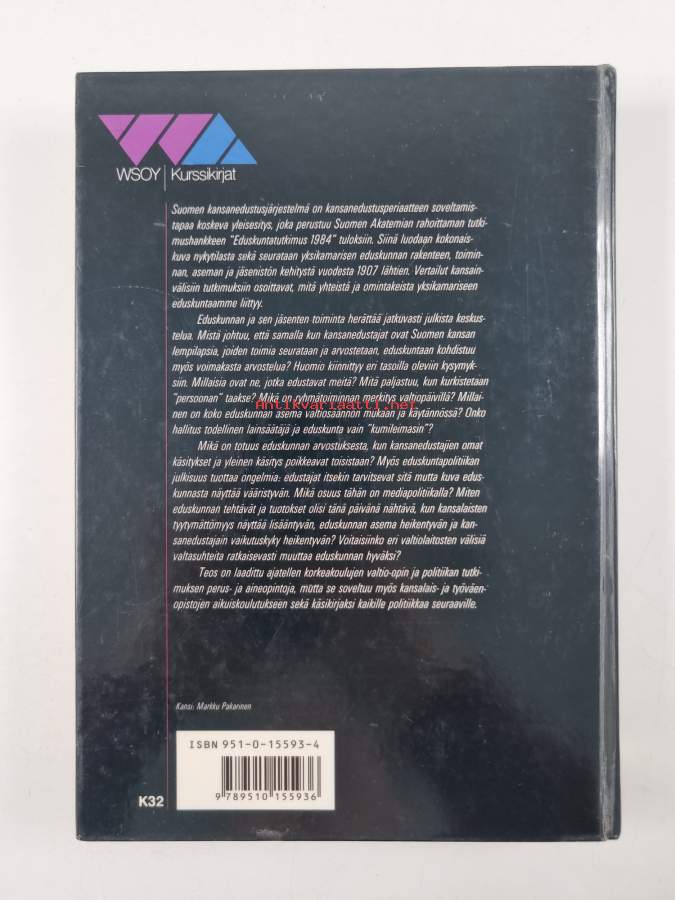 WSOY Kurssikirjat
Suomen kansanedustusjärjestelmä on kansanedustusperiaatteen soveltamis-
tapaa koskeva yleisesitys, joka perustuu Suomen Akatemian rahoittaman tutki-
mushankkeen "Eduskuntatutkimus 1984" tuloksiin. Siinä luodaan kokonais-
kuva nykytilasta sekä seurataan yksikamarisen eduskunnan rakenteen, toimin-
nan, aseman ja jäsenistön kehitystä vuodesta 1907 lähtien. Vertailut kansain-
välisiin tutkimuksiin osoittavat, mitä yhteistä ja omintakeista yksikamariseen
eduskuntaamme liittyy.
Eduskunnan ja sen jäsenten toiminta herättää jatkuvasti julkista keskus-
telua. Mistä johtuu, että samalla kun kansanedustajat ovat Suomen kansan
lempilapsia, joiden toimia seurataan ja arvostetaan, eduskuntaan kohdistuu
myös voimakasta arvostelua? Huomio kiinnittyy eri tasoilla oleviin kysymyk-
siin. Millaisia ovat ne, jotka edustavat meitä? Mitä paljastuu, kun kurkistetaan
"persoonan" taakse? Mikä on ryhmätoiminnan merkitys valtiopäivillä? Millai-
nen on koko eduskunnan asema valtiosäännön mukaan ja käytännössä? Onko
Antikvariaatti.net
hallitus todellinen lainsäätäjä ja eduskunta vain "kumileimasin"?
Mikä on totuus eduskunnan arvostuksesta, kun kansanedustajien omat
käsitykset ja yleinen käsitys poikkeavat toisistaan? Myös eduskuntapolitiikan
julkisuus tuottaa ongelmia: edustajat itsekin tarvitsevat sitä mutta kuva edus-
kunnasta näyttää vääristyvän. Mikä osuus tähän on mediapolitiikalla? Miten
eduskunnan tehtävät ja tuotokset olisi tänä päivänä nähtävä, kun kansalaisten
tyytymättömyys näyttää lisääntyvän, eduskunnan asema heikentyvän ja kan-
sanedustajain vaikutuskyky heikentyvän? Voitaisiinko eri valtiolaitosten välisiä
valtasuhteita ratkaisevasti muuttaa eduskunnan hyväksi?
Teos on laadittu ajatellen korkeakoulujen valtio-opin ja politiikan tutki-
muksen perus- ja aineopintoja, mutta se soveltuu myös kansalais- ja työväen-
opistojen aikuiskoulutukseen sekä käsikirjaksi kaikille politiikkaa seuraaville.
Kansi: Markku Pakarinen
ISBN 951-0-15593-4
9 789510 155936
K32